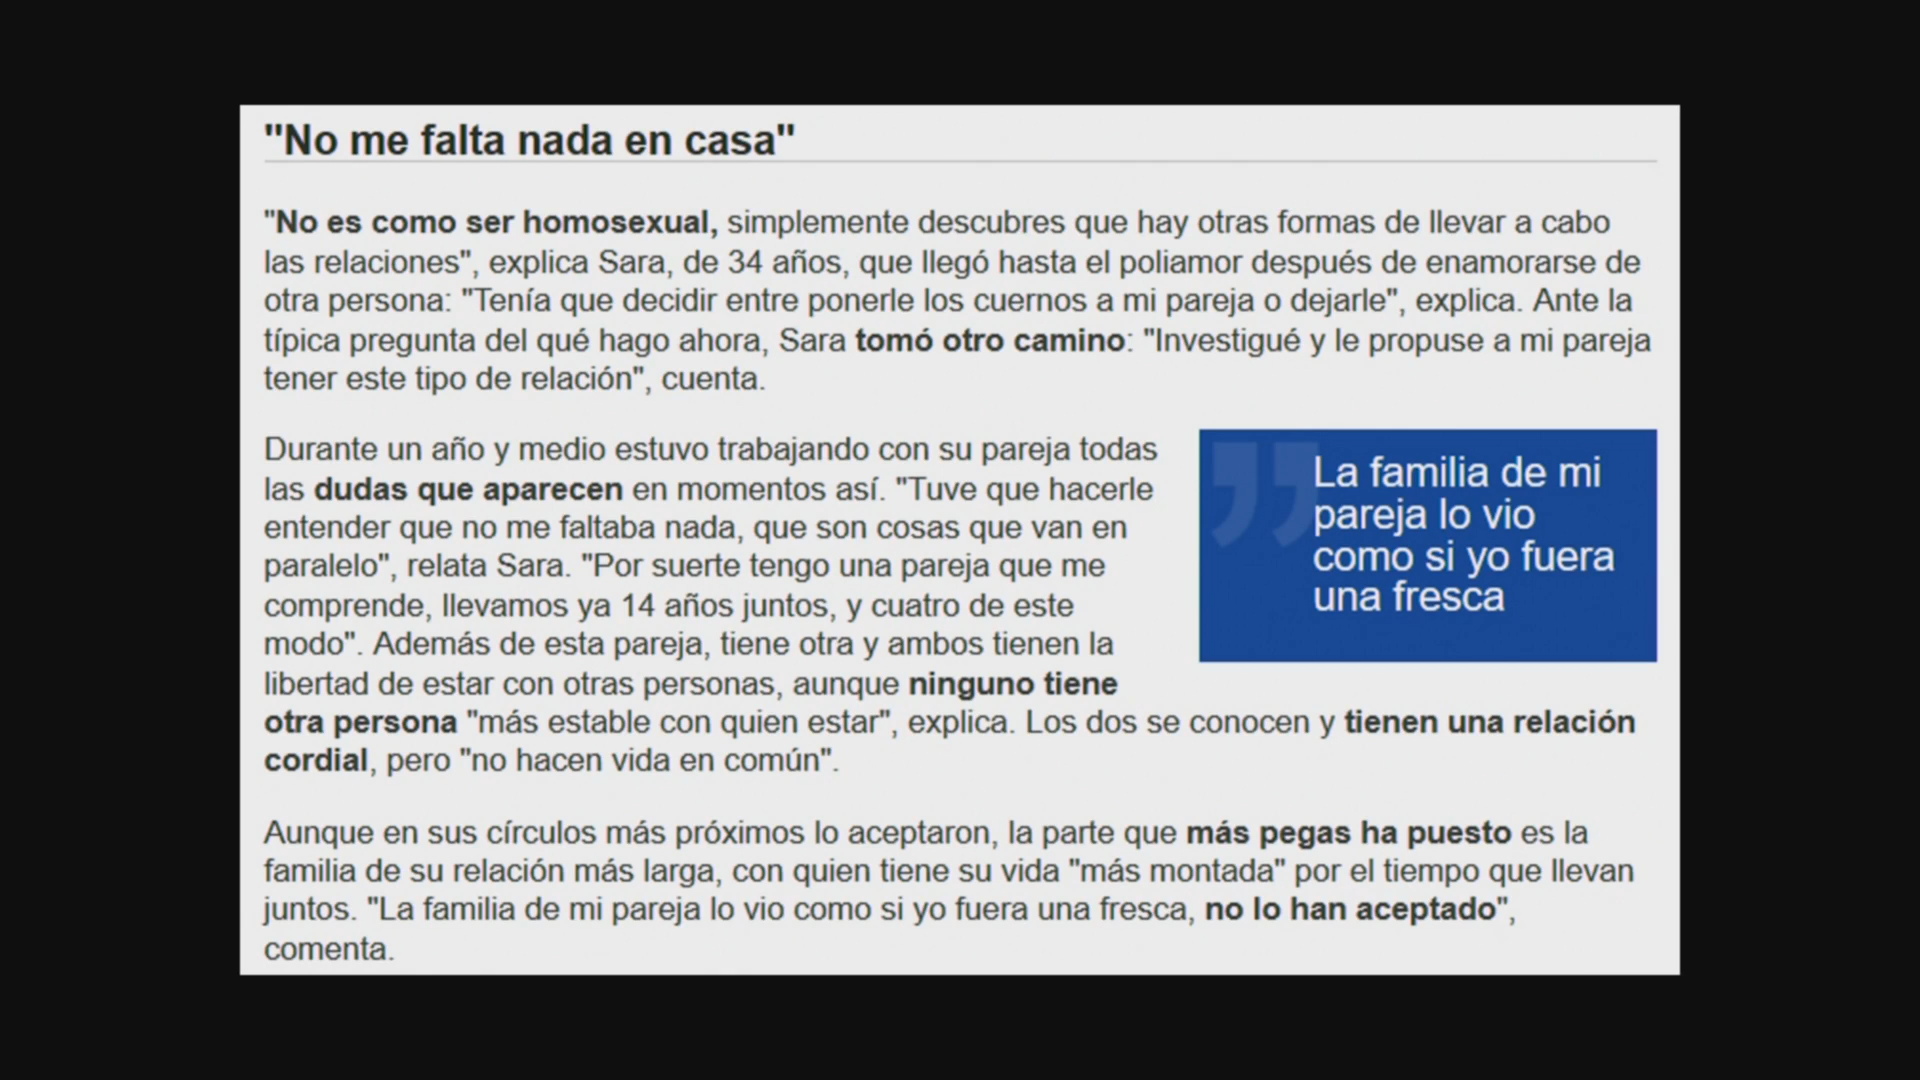 "No me falta nada en casa"
"No es como ser homosexual, simplemente descubres que hay otras formas de llevar a cabo
las relaciones", explica Sara, de 34 años, que llegó hasta el poliamor después de enamorarse de
otra persona: "Tenía que decidir entre ponerle los cuernos a mi pareja o dejarle", explica. Ante la
típica pregunta del qué hago ahora, Sara tomó otro camino: "Investigué y le propuse a mi pareja
tener este tipo de relación", cuenta.
Durante un año y medio estuvo trabajando con su pareja todas
las dudas que aparecen en momentos así. "Tuve que hacerle
entender que no me faltaba nada, que son cosas que van en
paralelo", relata Sara. "Por suerte tengo una pareja que me
comprende, llevamos ya 14 años juntos, y cuatro de este
modo". Además de esta pareja, tiene otra y ambos tienen la
libertad de estar con otras personas, aunque ninguno tiene
otra persona "más estable con quien estar", explica. Los dos se conocen y tienen una relación
cordial, pero "no hacen vida en común".
La familia de mi
pareja lo vio
como si yo fuera
una fresca
Aunque en sus círculos más próximos lo aceptaron, la parte que más pegas ha puesto es la
familia de su relación más larga, con quien tiene su vida "más montada" por el tiempo que llevan
juntos. "La familia de mi pareja lo vio como si yo fuera una fresca, no lo han aceptado",
comenta.